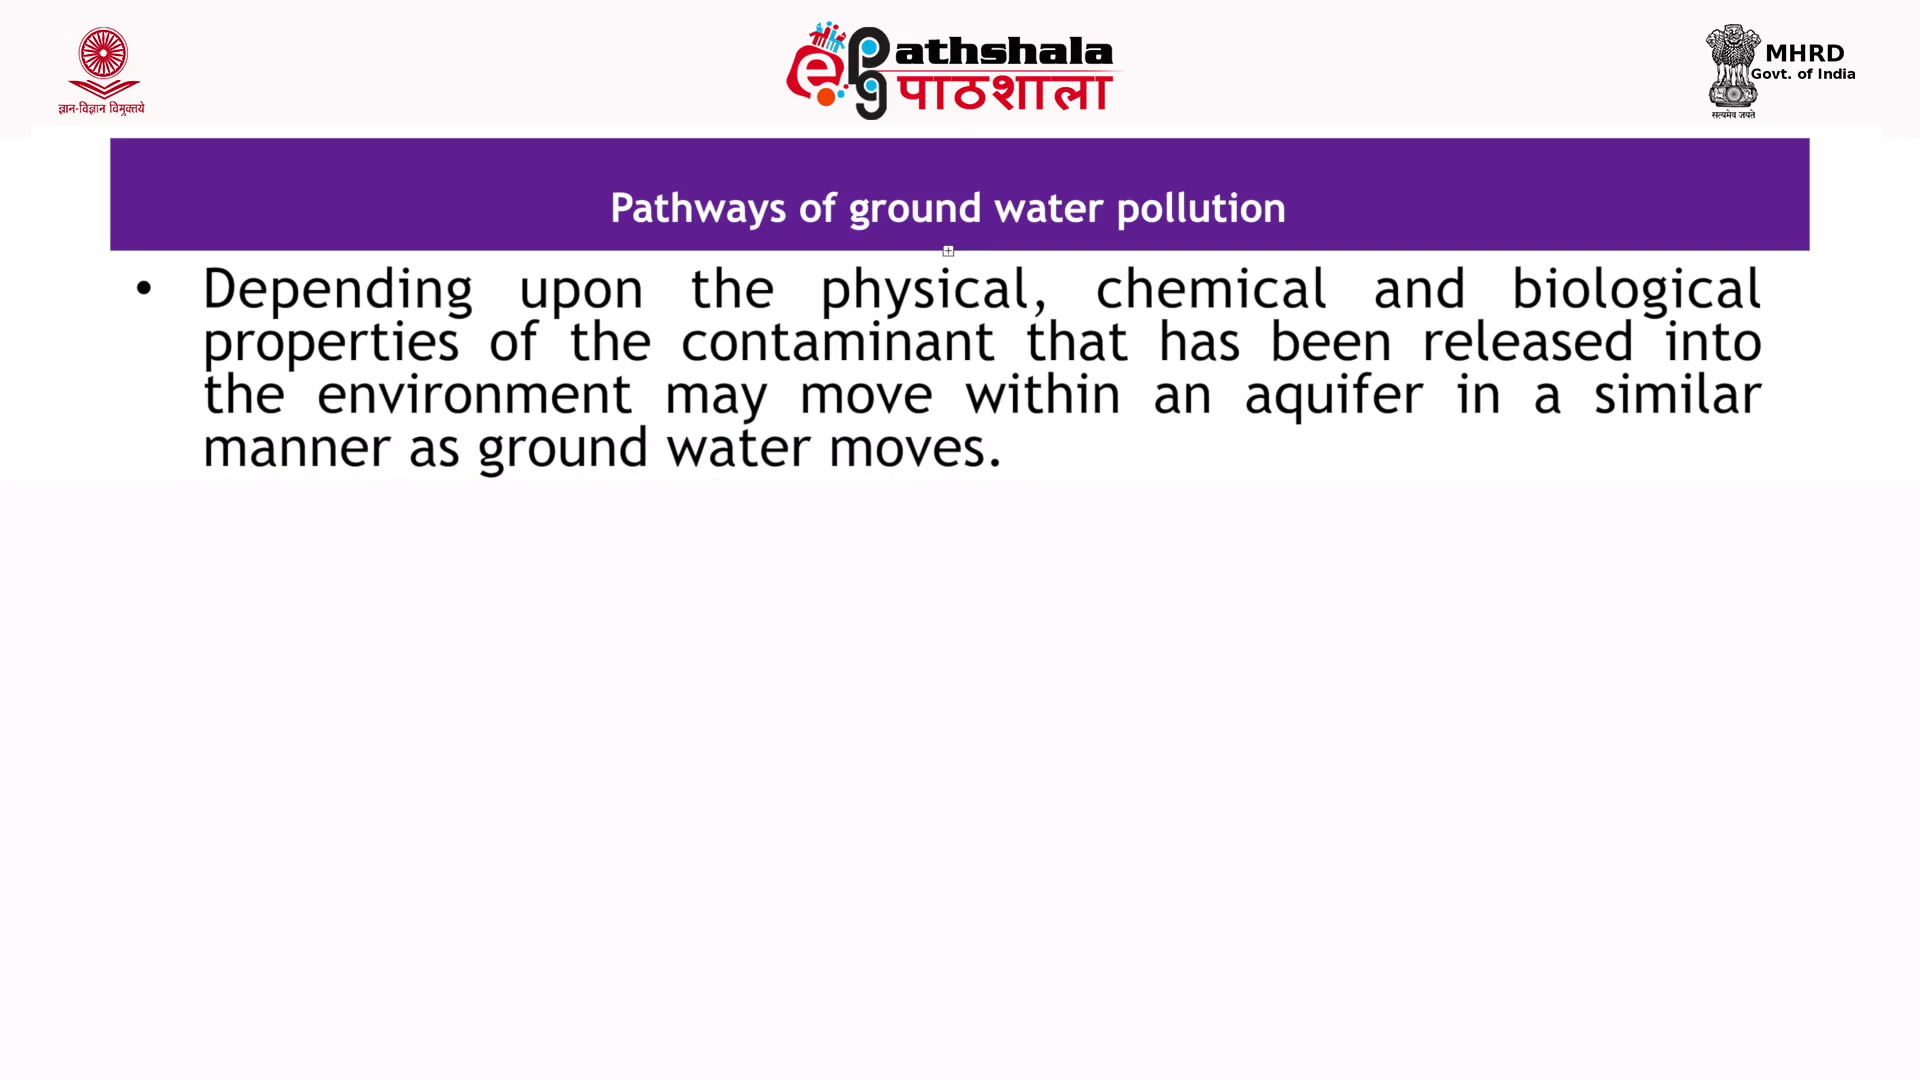 ज्ञान-विज्ञान विमुक्तये
e pg athshala
पाठशाला
MHRD
Govt. of India
सत्यमेव जयते
Pathways of ground water pollution
• Depending upon the physical, chemical and biological
properties of the contaminant that has been released into
the environment may move within an aquifer in a similar
manner as ground water moves.